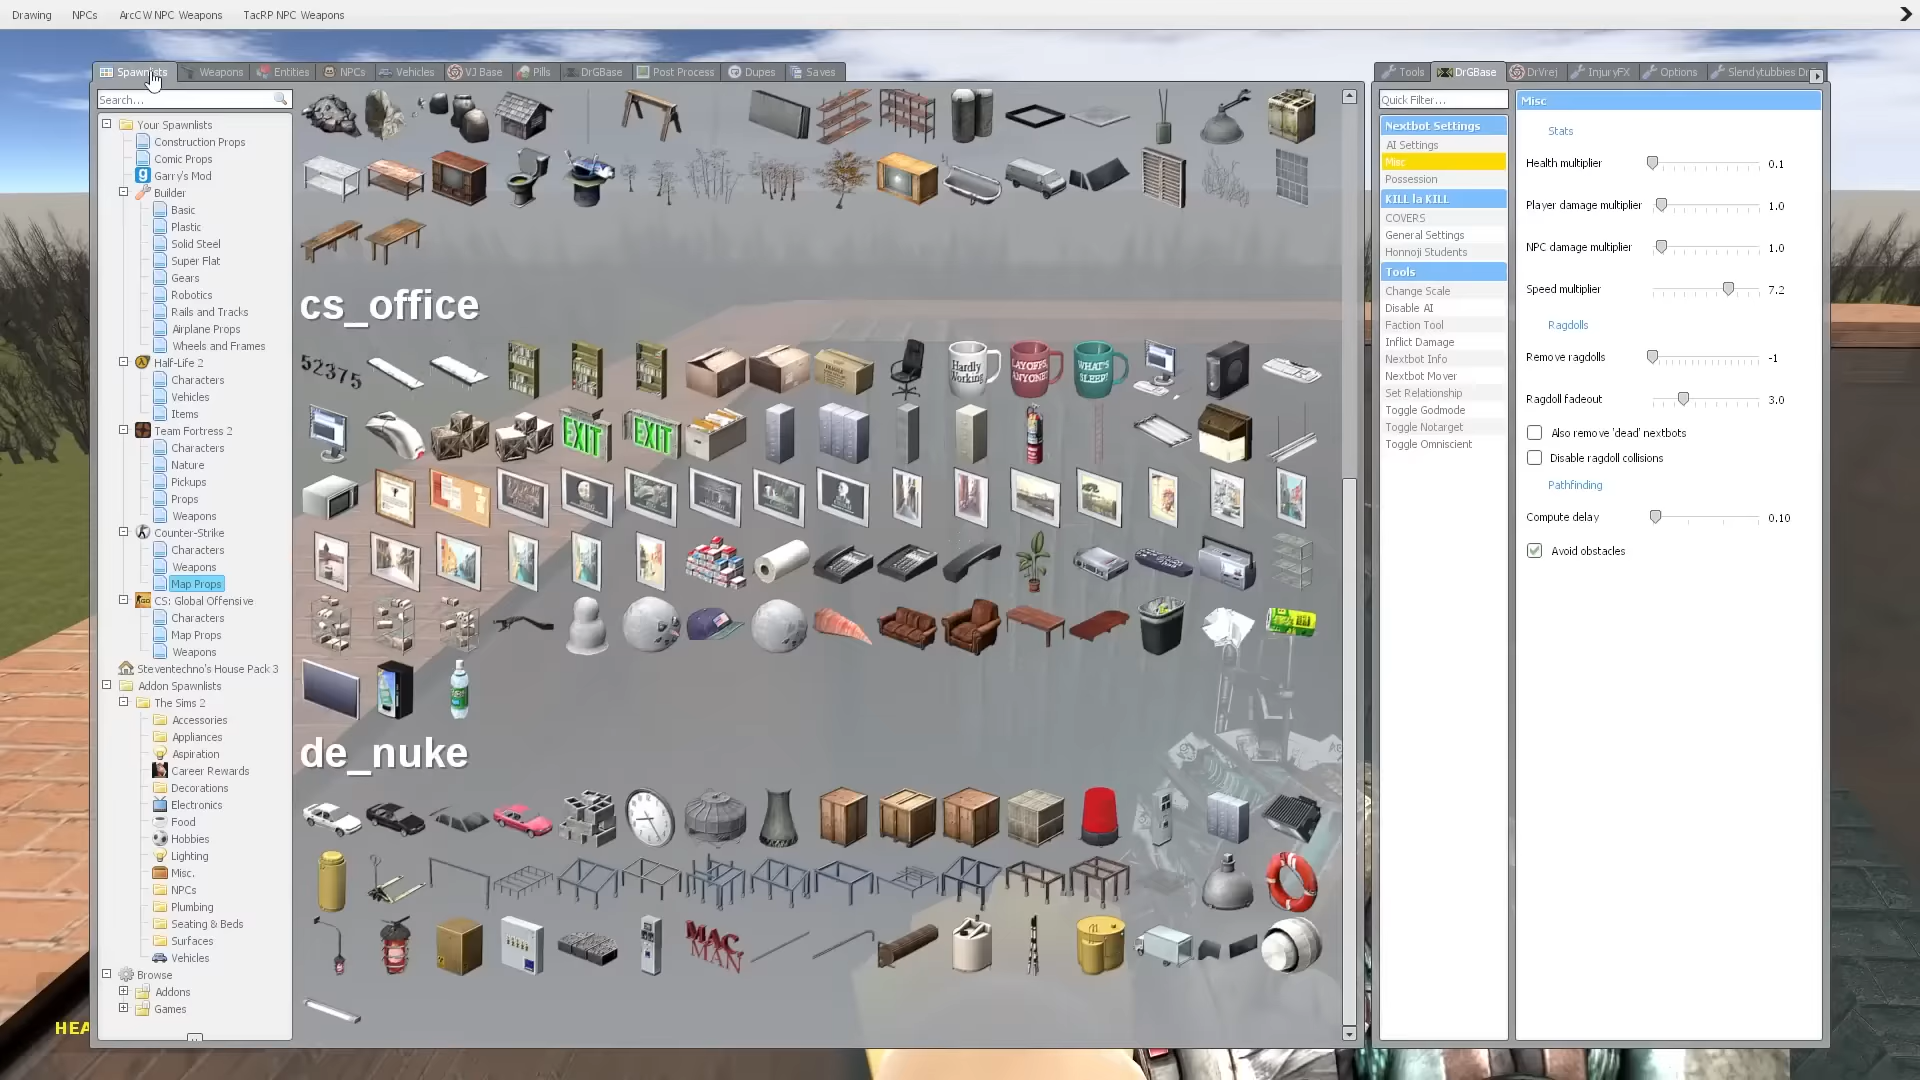 Drawing NPCs ArcCW NPC Weapons TacRP NPC Weapons
Spawnlists Weapons Entities NPCs Vehicles VJ Base Pills DrGBase Post Process Dupes Saves
Search...
Your Spawnlists
Construction Props
Comic Props
Garry's Mod
Builder
Basic
Plastic
Solid Steel
Super Flat
Gears
Robotics
Rails and Tracks
Airplane Props
Wheels and Frames
Half-Life 2
Characters
Vehicles
Items
Team Fortress 2
Characters
Nature
Pickups
Props
Weapons
Counter-Strike
Characters
Weapons
Map Props
CS: Global Offensive
Characters
Map Props
Weapons
Steventechno's House Pack 3
Addon Spawnlists
The Sims 2
Accessories
Appliances
Aspiration
Career Rewards
Decorations
Electronics
Food
Hobbies
Lighting
Misc.
NPCs
Plumbing
Seating & Beds
Surfaces
Vehicles
Browse
Addons
Games
HEA
cs_office
52375
Hardly Working
LAYOFFS, ANYONE?
WHAT'S SLEEP?
EXIT
EXIT
de_nuke
MAC
MAN
Tools DrGBase DrVrej InjuryFX Options Slendytubbies Dr
Quick Filter...
Nextbot Settings
AI Settings
Misc
Possession
KILL la KILL
COVERS
General Settings
Honnoji Students
Tools
Change Scale
Disable AI
Faction Tool
Inflict Damage
Nextbot Info
Nextbot Mover
Set Relationship
Toggle Godmode
Toggle Notarget
Toggle Omniscient
Misc
Stats
Health multiplier 0.1
Player damage multiplier 1.0
NPC damage multiplier 1.0
Speed multiplier 7.2
Ragdolls
Remove ragdolls -1
Ragdoll fadeout 3.0
Also remove 'dead' nextbots
Disable ragdoll collisions
Pathfinding
Compute delay 0.10
Avoid obstacles